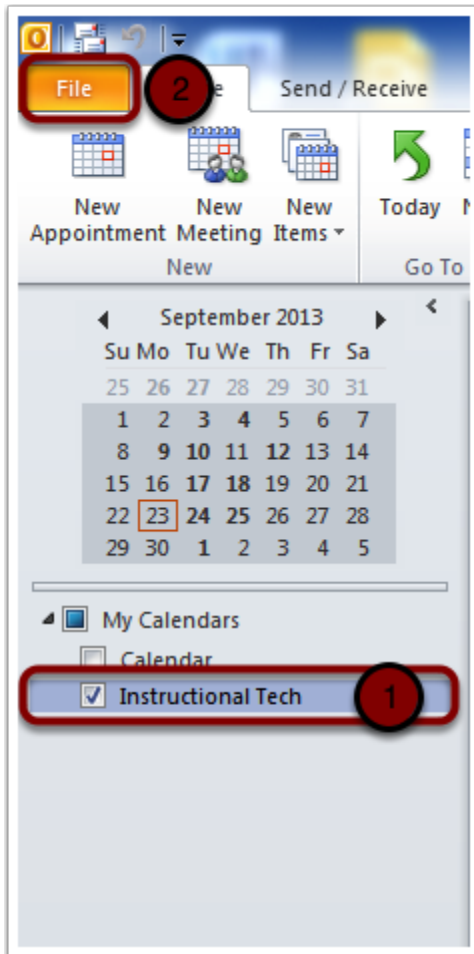 File 2 e Send / Receive
New Appointment New Meeting New Items Today
New Go To
September 2013
Su Mo Tu We Th Fr Sa
25 26 27 28 29 30 31
1 2 3 4 5 6 7
8 9 10 11 12 13 14
15 16 17 18 19 20 21
22 23 24 25 26 27 28
29 30 1 2 3 4 5
My Calendars
Calendar
Instructional Tech 1